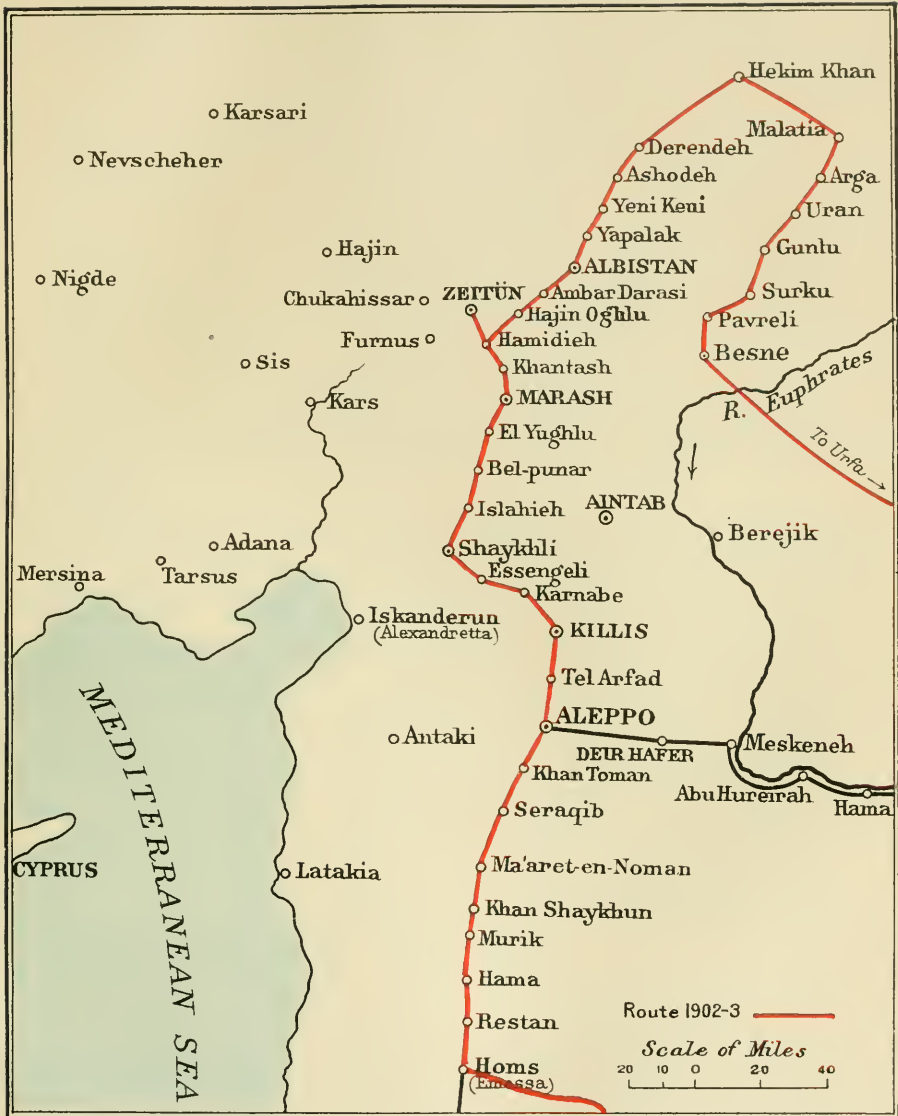 Hekim Khan
Karsari
Malatia
Derendeh
Nevscheher
Ashodeh
Arga
Yeni Keui
Uran
Yapalak
Hajin
Guntu
ALBISTAN
Nigde
ZEITÜN
Ambar Darasi
Surku
Chukahissar
Hajin Oghlu
Pavreli
Furnus
Hamidieh
Besne
Sis
Khantash
R. Euphrates
Kars
MARASH
El Yughlu
To Urfa
Bel-punar
Islahieh
AINTAB
Berejik
Adana
Shaykhli
Tarsus
Essengeli
Mersina
Karnabe
Iskanderun
(Alexandretta)
KILLIS
Tel Arfad
MEDITERRANEAN SEA
ALEPPO
Antaki
DEIR HAFER
Meskeneh
Khan Toman
Abu Hureirah
Hama
Seraqib
CYPRUS
Latakia
Ma'aret-en-Noman
Khan Shaykhun
Murik
Hama
Restan
Route 1902-3
Scale of Miles
20 10 0 20 40
Homs
(Emessa)